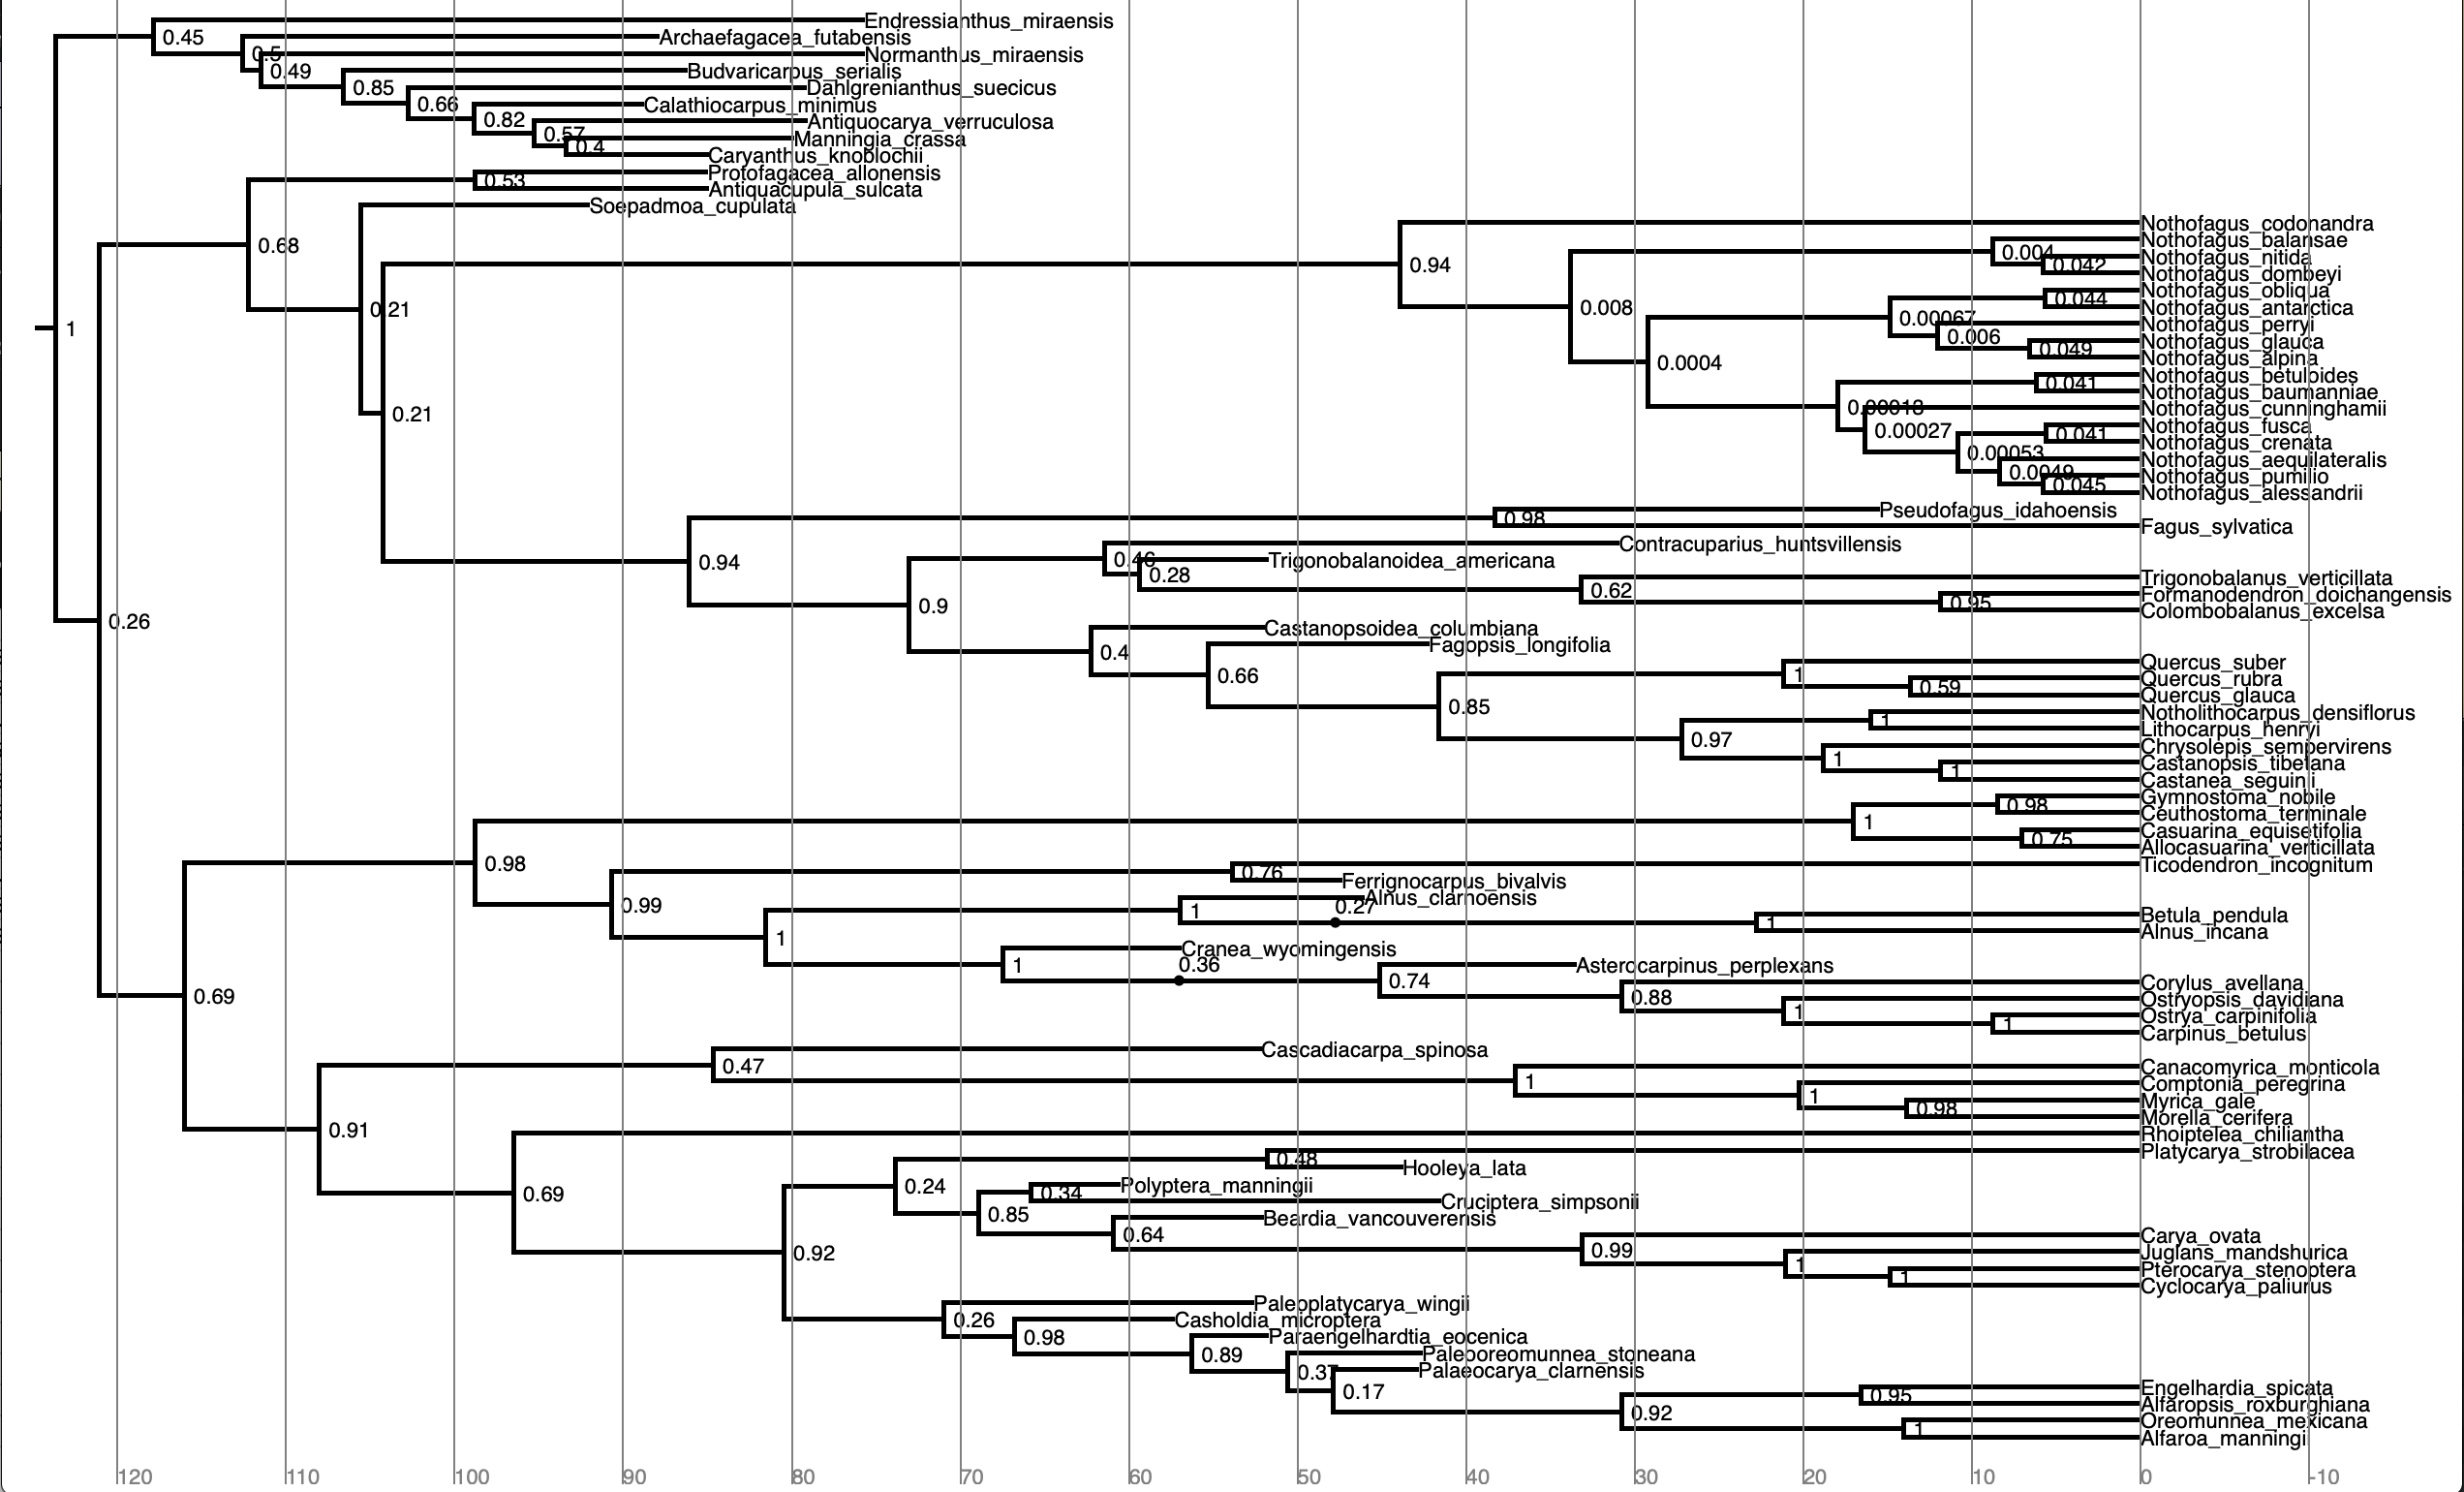 Endressianthus_miraensis
0.45
Archaefagacea_futabensis
0.5
Normanthus_miraensis
0.49
Budvaricarpus_serialis
0.85
Dahlgrenianthus_suecicus
0.66
Calathiocarpus_minimus
0.82
Antiquocarya_verruculosa
0.57
Manningia_crassa
0.4
Caryanthus_knoblochii
Protofagacea_allonensis
0.53
Antiquacupula_sulcata
Soepadmoa_cupulata
Nothofagus_codonandra
Nothofagus_balansae
0.68
0.004
Nothofagus_nitida
0.94
0.042
Nothofagus_dombeyi
Nothofagus_obliqua
0.044
Nothofagus_antarctica
0.21
0.008
0.00067
Nothofagus_perryi
1
0.006
Nothofagus_glauca
0.049
Nothofagus_alpina
0.0004
Nothofagus_betuloides
0.041
Nothofagus_baumanniae
0.00013
Nothofagus_cunninghamii
0.21
Nothofagus_fusca
0.00027
0.041
Nothofagus_crenata
0.00053
Nothofagus_aequilateralis
0.0049
Nothofagus_pumilio
0.045
Nothofagus_alessandrii
Pseudofagus_idahoensis
0.98
Fagus_sylvatica
Contracuparius_huntsvillensis
0.94
0.46
Trigonobalanoidea_americana
0.28
Trigonobalanus_verticillata
0.62
Formanodendron_doichangensis
0.9
0.95
Colombobalanus_excelsa
0.26
Castanopsoidea_columbiana
Fagopsis_longifolia
0.4
Quercus_suber
0.66
1
Quercus_rubra
0.59
Quercus_glauca
0.85
Notholithocarpus_densiflorus
1
Lithocarpus_henryi
0.97
Chrysolepis_sempervirens
1
Castanopsis_tibetana
1
Castanea_seguinii
Gymnostoma_nobile
0.98
Ceuthostoma_terminale
1
Casuarina_equisetifolia
0.75
Allocasuarina_verticillata
0.98
Ticodendron_incognitum
0.76
Ferrignocarpus_bivalvis
Alnus_clarnoensis
0.99
1
0.27
Betula_pendula
1
Alnus_incana
1
Cranea_wyomingensis
1
0.36
Asterocarpinus_perplexans
0.74
Corylus_avellana
0.69
0.88
Ostryopsis_davidiana
1
Ostrya_carpinifolia
1
Carpinus_betulus
Cascadiacarpa_spinosa
0.47
Canacomyrica_monticola
1
Comptonia_peregrina
1
Myrica_gale
0.98
Morella_cerifera
0.91
Rhoiptelea_chiliantha
Platycarya_strobilacea
0.48
Hooleya_lata
0.24
Polyptera_manningii
0.69
0.34
Cruciptera_simpsonii
0.85
Beardia_vancouverensis
0.64
Carya_ovata
0.92
0.99
Juglans_mandshurica
1
Pterocarya_stenoptera
1
Cyclocarya_paliurus
Paleoplatycarya_wingii
0.26
Casholdia_microptera
0.98
Paraengelhardtia_eocenica
0.89
Paleooreomunnea_stoneana
0.37
Palaeocarya_clarnensis
0.17
Engelhardia_spicata
0.95
Alfaropsis_roxburghiana
0.92
Oreomunnea_mexicana
1
Alfaroa_manningii
120 110 100 90 80 70 60 50 40 30 20 10 0 -10